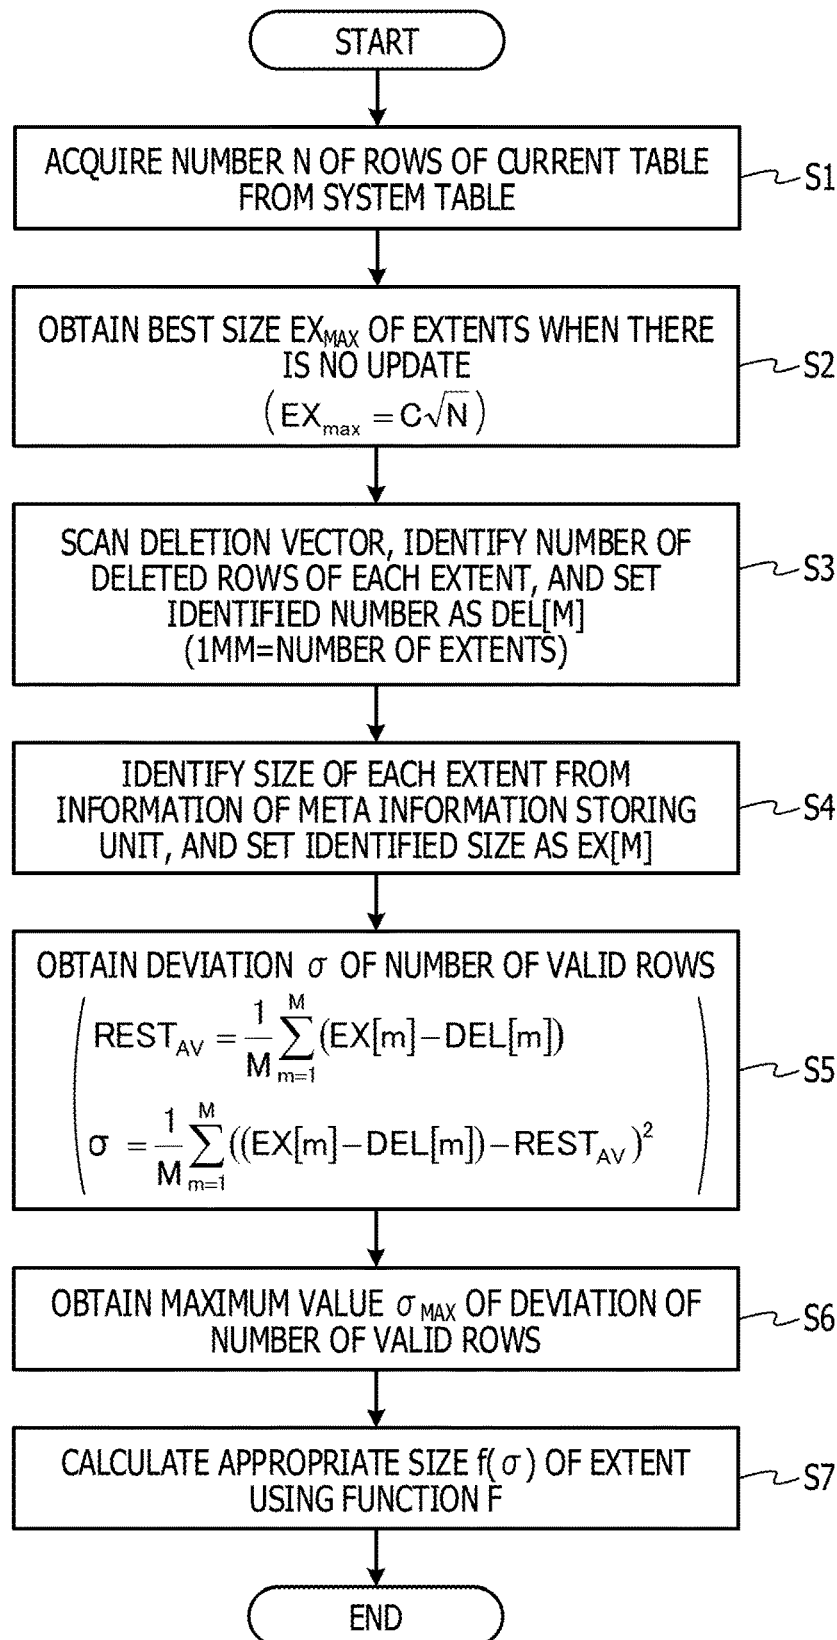 START
ACQUIRE NUMBER N OF ROWS OF CURRENT TABLE
FROM SYSTEM TABLE
S1
OBTAIN BEST SIZE EX_MAX OF EXTENTS WHEN THERE
IS NO UPDATE
(EX_max = C√N)
S2
SCAN DELETION VECTOR, IDENTIFY NUMBER OF
DELETED ROWS OF EACH EXTENT, AND SET
IDENTIFIED NUMBER AS DEL[M]
(1MM=NUMBER OF EXTENTS)
S3
IDENTIFY SIZE OF EACH EXTENT FROM
INFORMATION OF META INFORMATION STORING
UNIT, AND SET IDENTIFIED SIZE AS EX[M]
S4
OBTAIN DEVIATION σ OF NUMBER OF VALID ROWS
REST_AV = 1/M ∑_{m=1}^{M} (EX[m]-DEL[m])
σ = 1/M ∑_{m=1}^{M} ((EX[m]-DEL[m])-REST_AV)²
S5
OBTAIN MAXIMUM VALUE σ_MAX OF DEVIATION OF
NUMBER OF VALID ROWS
S6
CALCULATE APPROPRIATE SIZE f(σ) OF EXTENT
USING FUNCTION F
S7
END